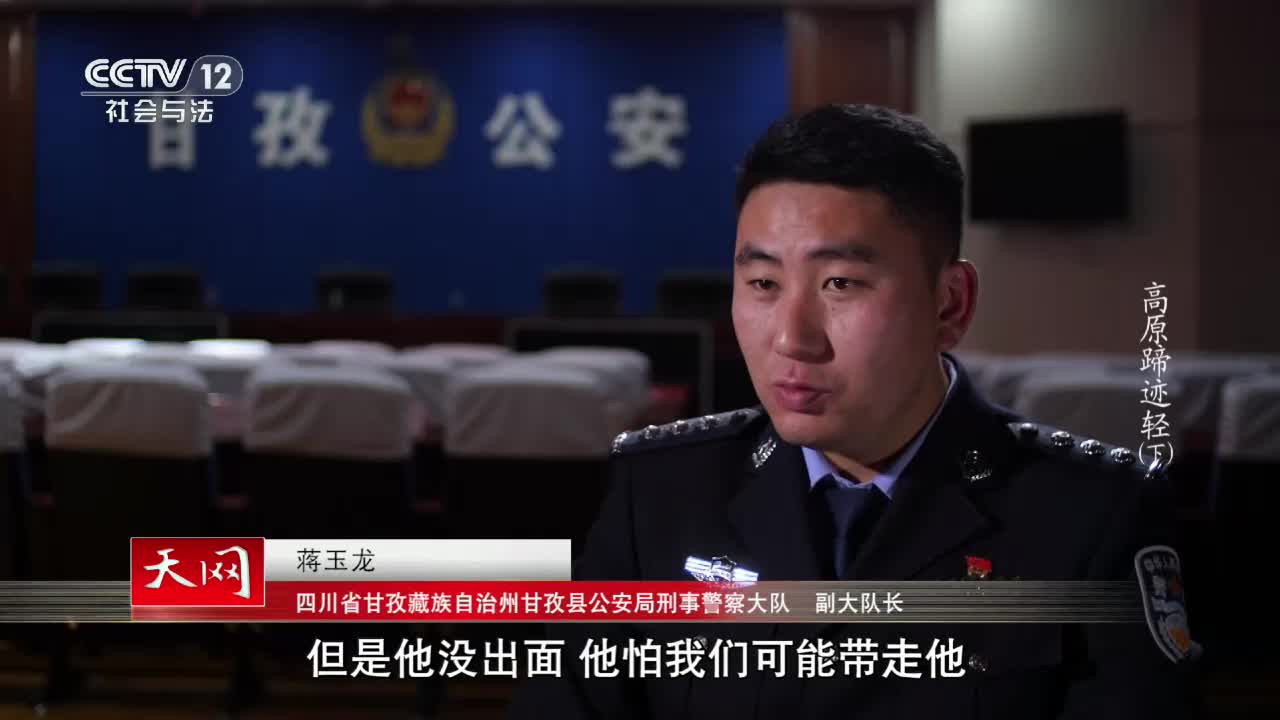 CCTV 12
社会与法
甘孜公安
高原蹄迹轻(下)
天网
蒋玉龙
四川省甘孜藏族自治州甘孜县公安局刑事警察大队 副大队长
但是他没出面 他怕我们可能带走他